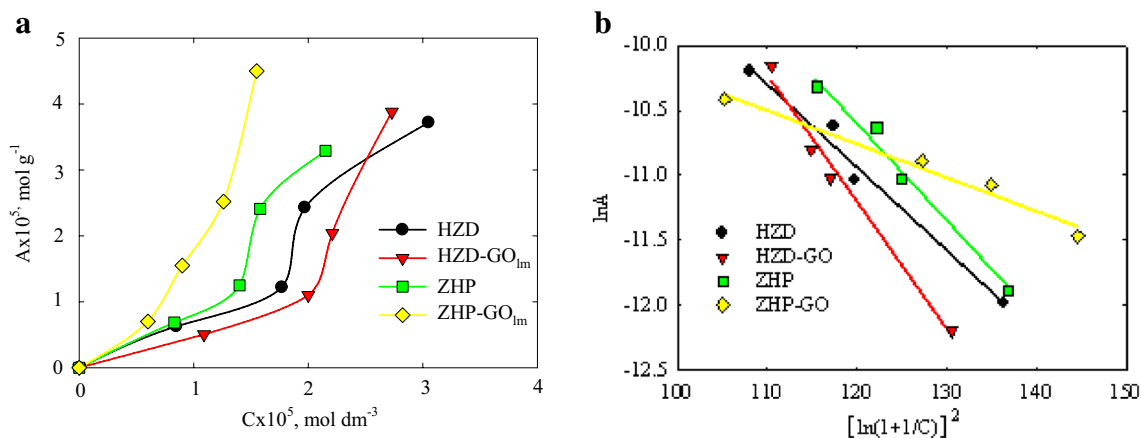 a
5
4
3
2
1
0
Ax10⁵, mol g⁻¹
HZD
HZD-GOₗₘ
ZHP
ZHP-GOₗₘ
0 1 2 3 4
Cx10⁵, mol dm⁻³
b
-10.0
-10.5
-11.0
-11.5
-12.0
-12.5
lnA
HZD
HZD-GO
ZHP
ZHP-GO
100 110 120 130 140 150
[ln(1+1/C)]²